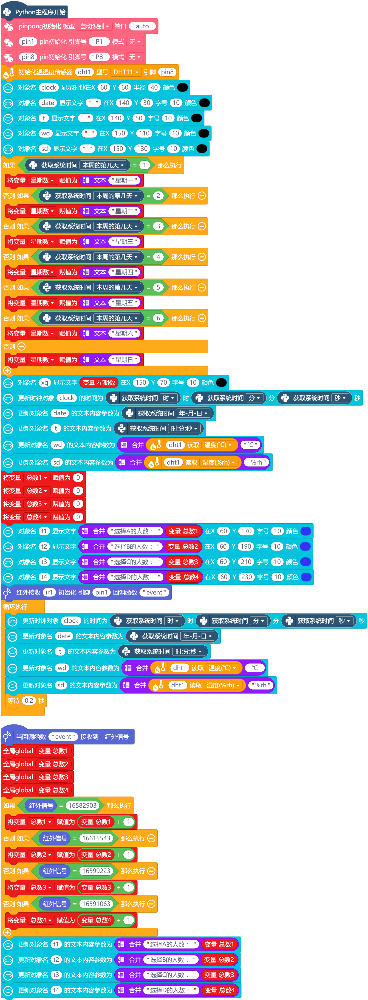 Python主程序开始
pinpong初始化 板型 自动识别 端口 "auto"
pin1 pin初始化 引脚号 "P1" 模式 无
pin8 pin初始化 引脚号 "P8" 模式 无
初始化温湿度传感器 dht1 型号 DHT11 引脚 pin8
对象名 clock 显示时钟在X 60 Y 60 半径 40 颜色
对象名 date 显示文字 " " 在X 140 Y 30 字号 10 颜色
对象名 t 显示文字 " " 在X 140 Y 50 字号 10 颜色
对象名 wd 显示文字 " " 在X 150 Y 110 字号 10 颜色
对象名 sd 显示文字 " " 在X 150 Y 130 字号 10 颜色
如果 获取系统时间 本周的第几天 = 1 那么执行
将变量 星期数 赋值为 文本 "星期一"
否则 如果 获取系统时间 本周的第几天 = 2 那么执行
将变量 星期数 赋值为 文本 "星期二"
否则 如果 获取系统时间 本周的第几天 = 3 那么执行
将变量 星期数 赋值为 文本 "星期三"
否则 如果 获取系统时间 本周的第几天 = 4 那么执行
将变量 星期数 赋值为 文本 "星期四"
否则 如果 获取系统时间 本周的第几天 = 5 那么执行
将变量 星期数 赋值为 文本 "星期五"
否则 如果 获取系统时间 本周的第几天 = 6 那么执行
将变量 星期数 赋值为 文本 "星期六"
否则
将变量 星期数 赋值为 文本 "星期日"
对象名 xq 显示文字 变量 星期数 在X 150 Y 70 字号 10 颜色
更新时钟对象 clock 的时间为 获取系统时间 时 时 获取系统时间 分 分 获取系统时间 秒 秒
更新对象名 date 的文本内容参数为 获取系统时间 年-月-日
更新对象名 t 的文本内容参数为 获取系统时间 时:分:秒
更新对象名 wd 的文本内容参数为 合并 dht1 读取 温度(℃) "℃"
更新对象名 sd 的文本内容参数为 合并 dht1 读取 湿度(%rh) "%rh"
将变量 总数1 赋值为 0
将变量 总数2 赋值为 0
将变量 总数3 赋值为 0
将变量 总数4 赋值为 0
对象名 t1 显示文字 合并 "选择A的人数： " 变量 总数1 在X 60 Y 170 字号 10 颜色
对象名 t2 显示文字 合并 "选择B的人数： " 变量 总数2 在X 60 Y 190 字号 10 颜色
对象名 t3 显示文字 合并 "选择C的人数： " 变量 总数3 在X 60 Y 210 字号 10 颜色
对象名 t4 显示文字 合并 "选择D的人数： " 变量 总数4 在X 60 Y 230 字号 10 颜色
红外接收 ir1 初始化 引脚 pin1 回调函数 "event"
循环执行
更新时钟对象 clock 的时间为 获取系统时间 时 时 获取系统时间 分 分 获取系统时间 秒 秒
更新对象名 date 的文本内容参数为 获取系统时间 年-月-日
更新对象名 t 的文本内容参数为 获取系统时间 时:分:秒
更新对象名 wd 的文本内容参数为 合并 dht1 读取 温度(℃) "℃"
更新对象名 sd 的文本内容参数为 合并 dht1 读取 湿度(%rh) "%rh"
等待 0.2 秒
当回调函数 "event" 接收到 红外信号
全局global 变量 总数1
全局global 变量 总数2
全局global 变量 总数3
全局global 变量 总数4
如果 红外信号 = 16582903 那么执行
将变量 总数1 赋值为 变量 总数1 + 1
否则 如果 红外信号 = 16615543 那么执行
将变量 总数2 赋值为 变量 总数2 + 1
否则 如果 红外信号 = 16599223 那么执行
将变量 总数3 赋值为 变量 总数3 + 1
否则 如果 红外信号 = 16591063 那么执行
将变量 总数4 赋值为 变量 总数4 + 1
更新对象名 t1 的文本内容参数为 合并 "选择A的人数： " 变量 总数1
更新对象名 t2 的文本内容参数为 合并 "选择B的人数： " 变量 总数2
更新对象名 t3 的文本内容参数为 合并 "选择C的人数： " 变量 总数3
更新对象名 t4 的文本内容参数为 合并 "选择D的人数： " 变量 总数4